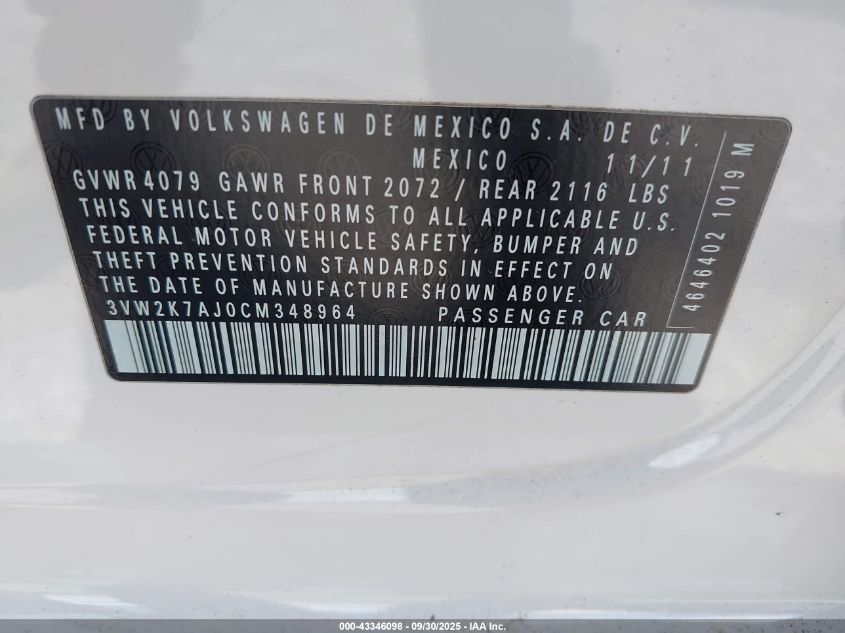 MFD BY VOLKSWAGEN DE MEXICO S.A. DE C.V.
MEXICO 11/11
GVWR 4079 GAWR FRONT 2072 / REAR 2116 LBS
THIS VEHICLE CONFORMS TO ALL APPLICABLE U.S.
FEDERAL MOTOR VEHICLE SAFETY, BUMPER AND
THEFT PREVENTION STANDARDS IN EFFECT ON
THE DATE OF MANUFACTURE SHOWN ABOVE.
3VW2K7AJ0CM348964 PASSENGER CAR
4646402 1019 M
000-43346098 - 09/30/2025 - IAA Inc.